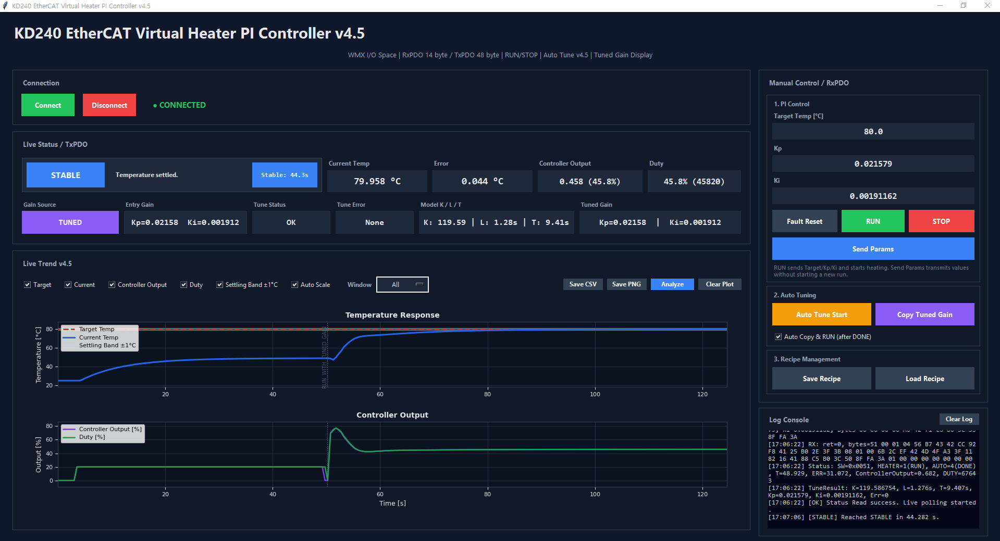 KD240 EtherCAT Virtual Heater PI Controller v4.5
KD240 EtherCAT Virtual Heater PI Controller v4.5
WMX I/O Space | RxPDO 14 byte / TxPDO 48 byte | RUN/STOP | Auto Tune v4.5 | Tuned Gain Display
Connection
Connect
Disconnect
● CONNECTED
Live Status / TxPDO
STABLE
Temperature settled.
Stable: 44.3s
Current Temp
79.958 °C
Error
0.044 °C
Controller Output
0.458 (45.8%)
Duty
45.8% (45820)
Gain Source
TUNED
Entry Gain
Kp=0.02158 Ki=0.001912
Tune Status
OK
Tune Error
None
Model K / L / T
K: 119.59 | L: 1.28s | T: 9.41s
Tuned Gain
Kp=0.02158 | Ki=0.001912
Live Trend v4.5
Target
Current
Controller Output
Duty
Settling Band ±1°C
Auto Scale
Window
All
Save CSV
Save PNG
Analyze
Clear Plot
Temperature Response
Temperature [°C]
80
60
40
20
Target Temp
Current Temp
Settling Band ±1°C
RUN WITH TUNED GAIN
20
40
60
80
100
120
Controller Output
Output [%]
80
60
40
20
0
Controller Output [%]
Duty [%]
20
40
60
80
100
120
Time [s]
Manual Control / RxPDO
1. PI Control
Target Temp [°C]
80.0
Kp
0.021579
Ki
0.00191162
Fault Reset
RUN
STOP
Send Params
RUN sends Target/Kp/Ki and starts heating. Send Params transmits values
without starting a new run.
2. Auto Tuning
Auto Tune Start
Copy Tuned Gain
Auto Copy & RUN (after DONE)
3. Recipe Management
Save Recipe
Load Recipe
Log Console
Clear Log
8F FA 3A
[17:06:22] RX: ret=0, bytes=51 00 01 04 56 B7 43 42 CC 92
F8 41 25 B0 2E 3F 3B 08 01 00 6B 2C EF 42 4D 4F A3 3F 11
82 16 41 88 C5 B0 3C 50 8F FA 3A 01 00 00 00 00 00 00 00
[17:06:22] Status: SW=0x0051, HEATER=1(RUN), AUTO=4(DONE)
, T=48.929, ERR=31.072, ControllerOutput=0.682, DUTY=6764
3
[17:06:22] TuneResult: K=119.586754, L=1.276s, T=9.407s,
Kp=0.021579, Ki=0.00191162, Err=0
[17:06:22] [OK] Status Read success. Live polling started
.
[17:07:06] [STABLE] Reached STABLE in 44.282 s.